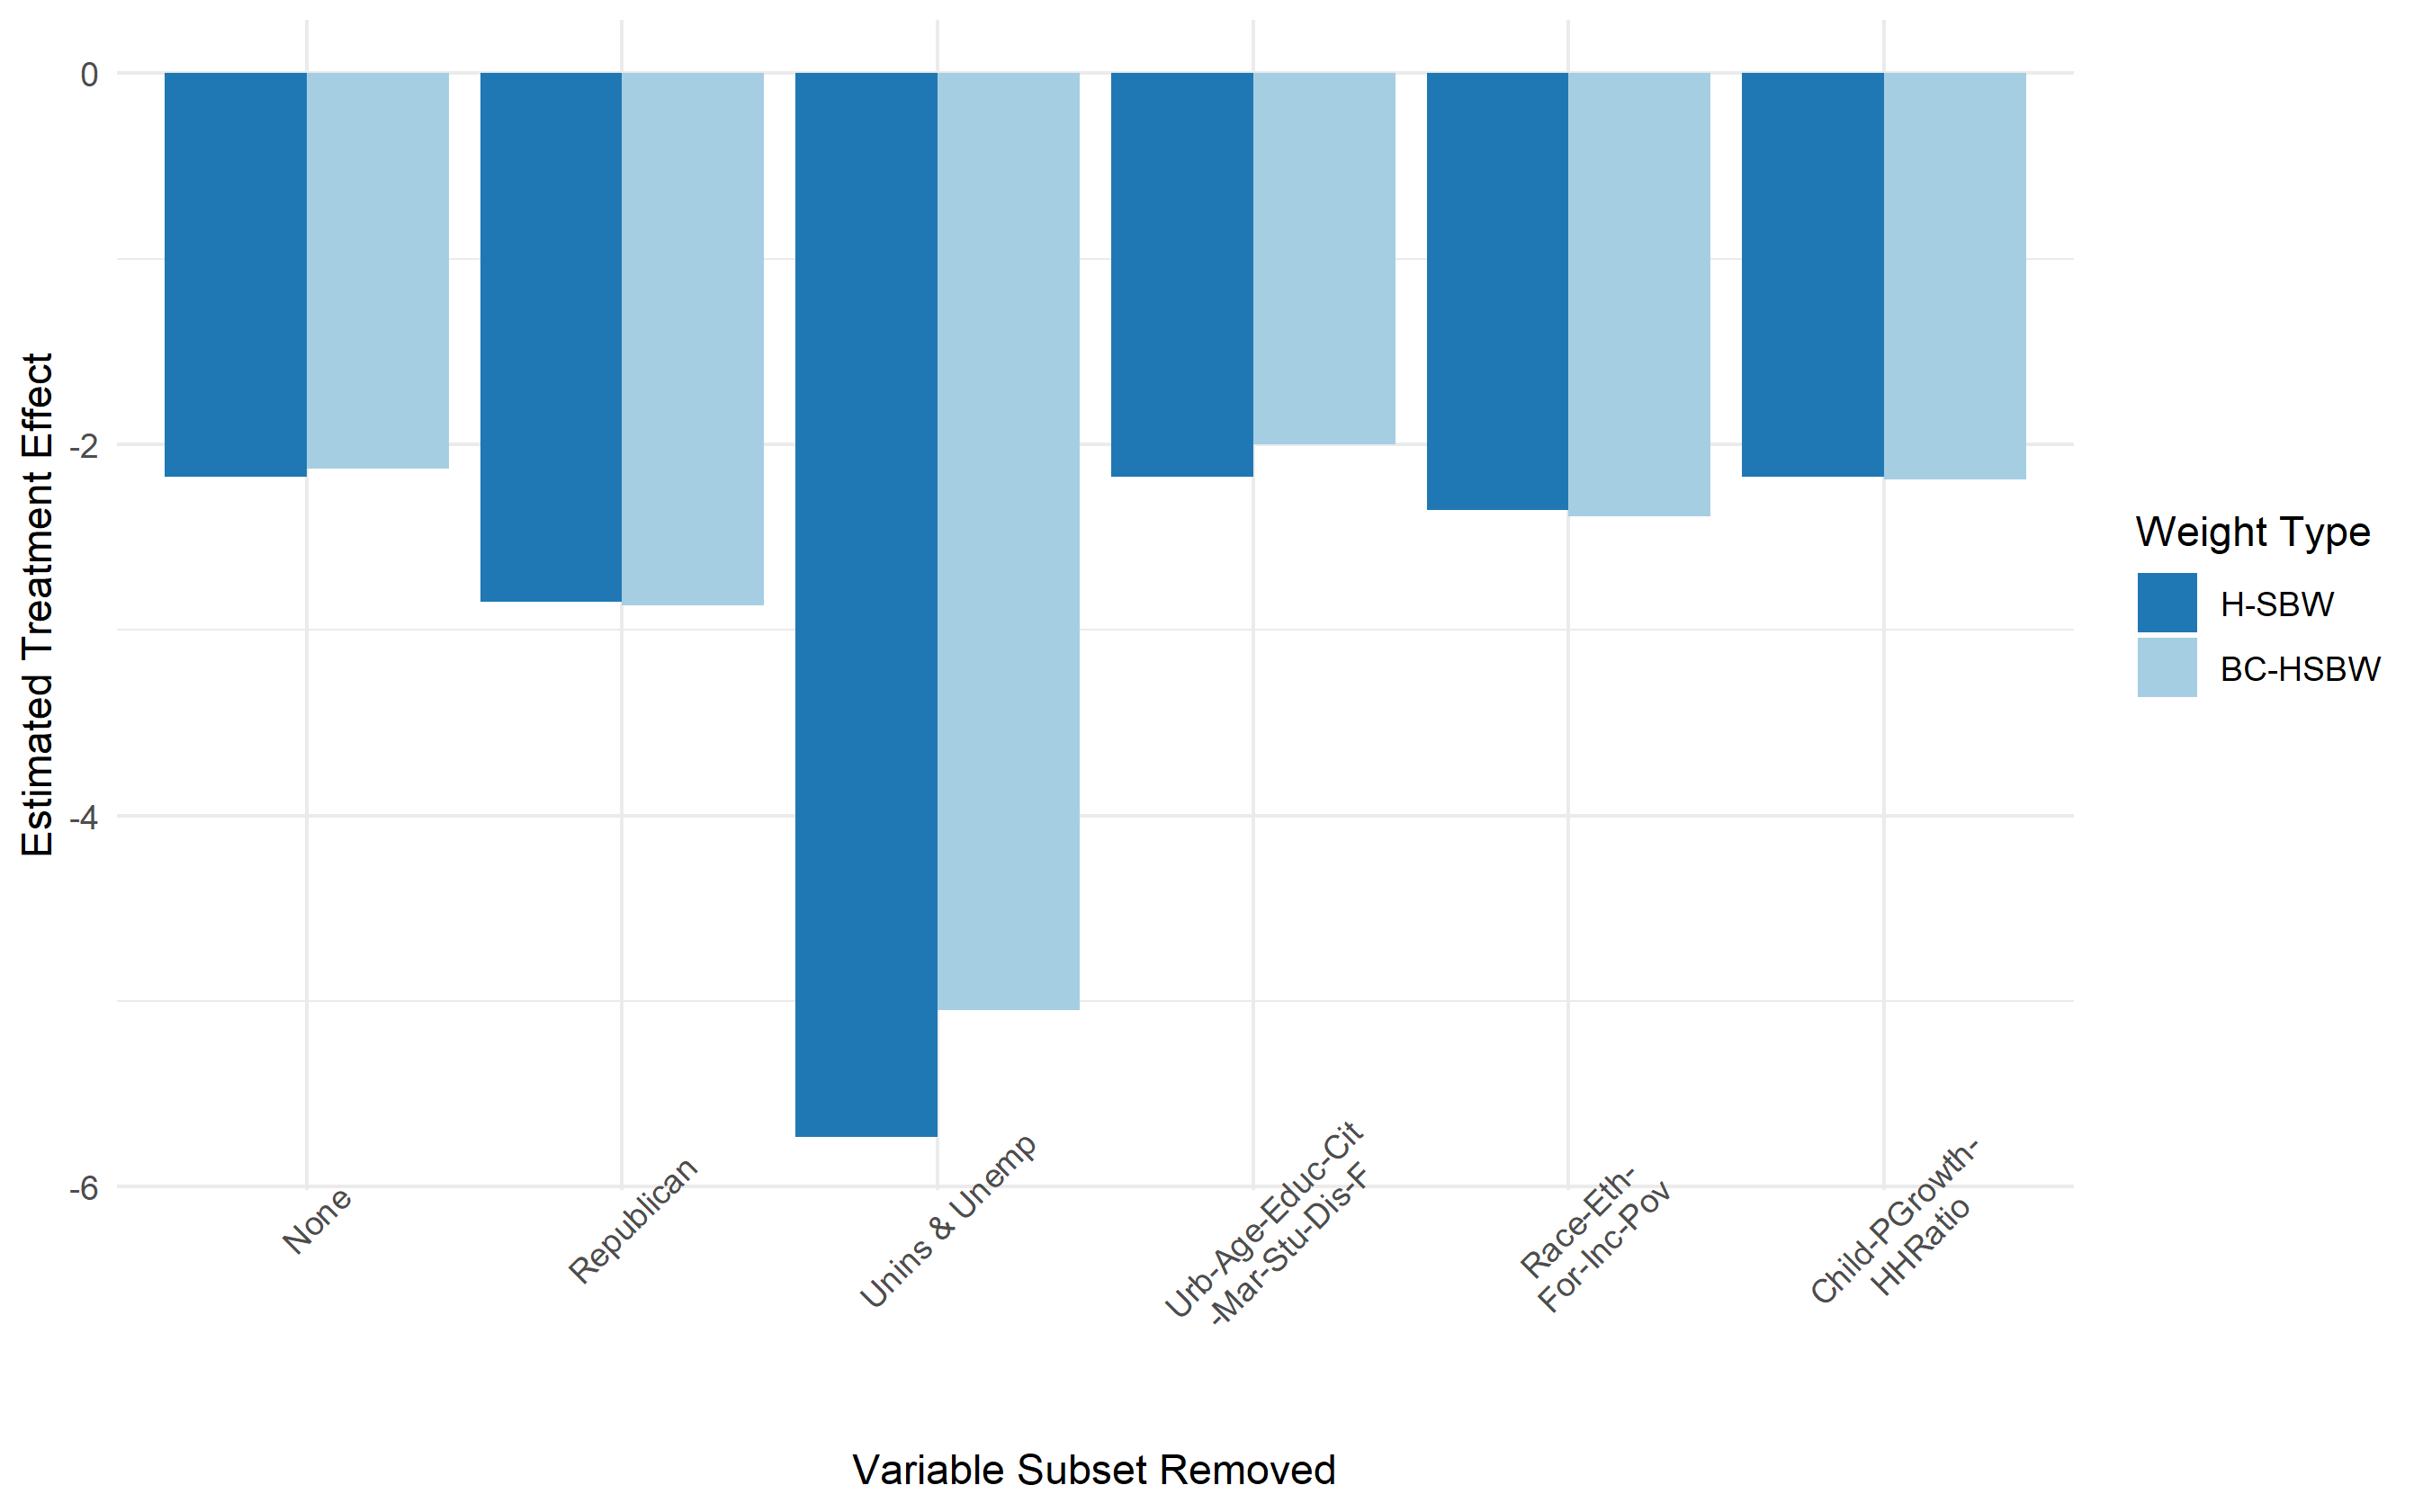 0
-2
-4
-6
Estimated Treatment Effect
None
Republican
Unins & Unemp
Urb-Age-Educ-Cit
-Mar-Stu-Dis-F
Race-Eth-
For-Inc-Pov
Child-PGrowth-
HHRatio
Variable Subset Removed
Weight Type
H-SBW
BC-HSBW